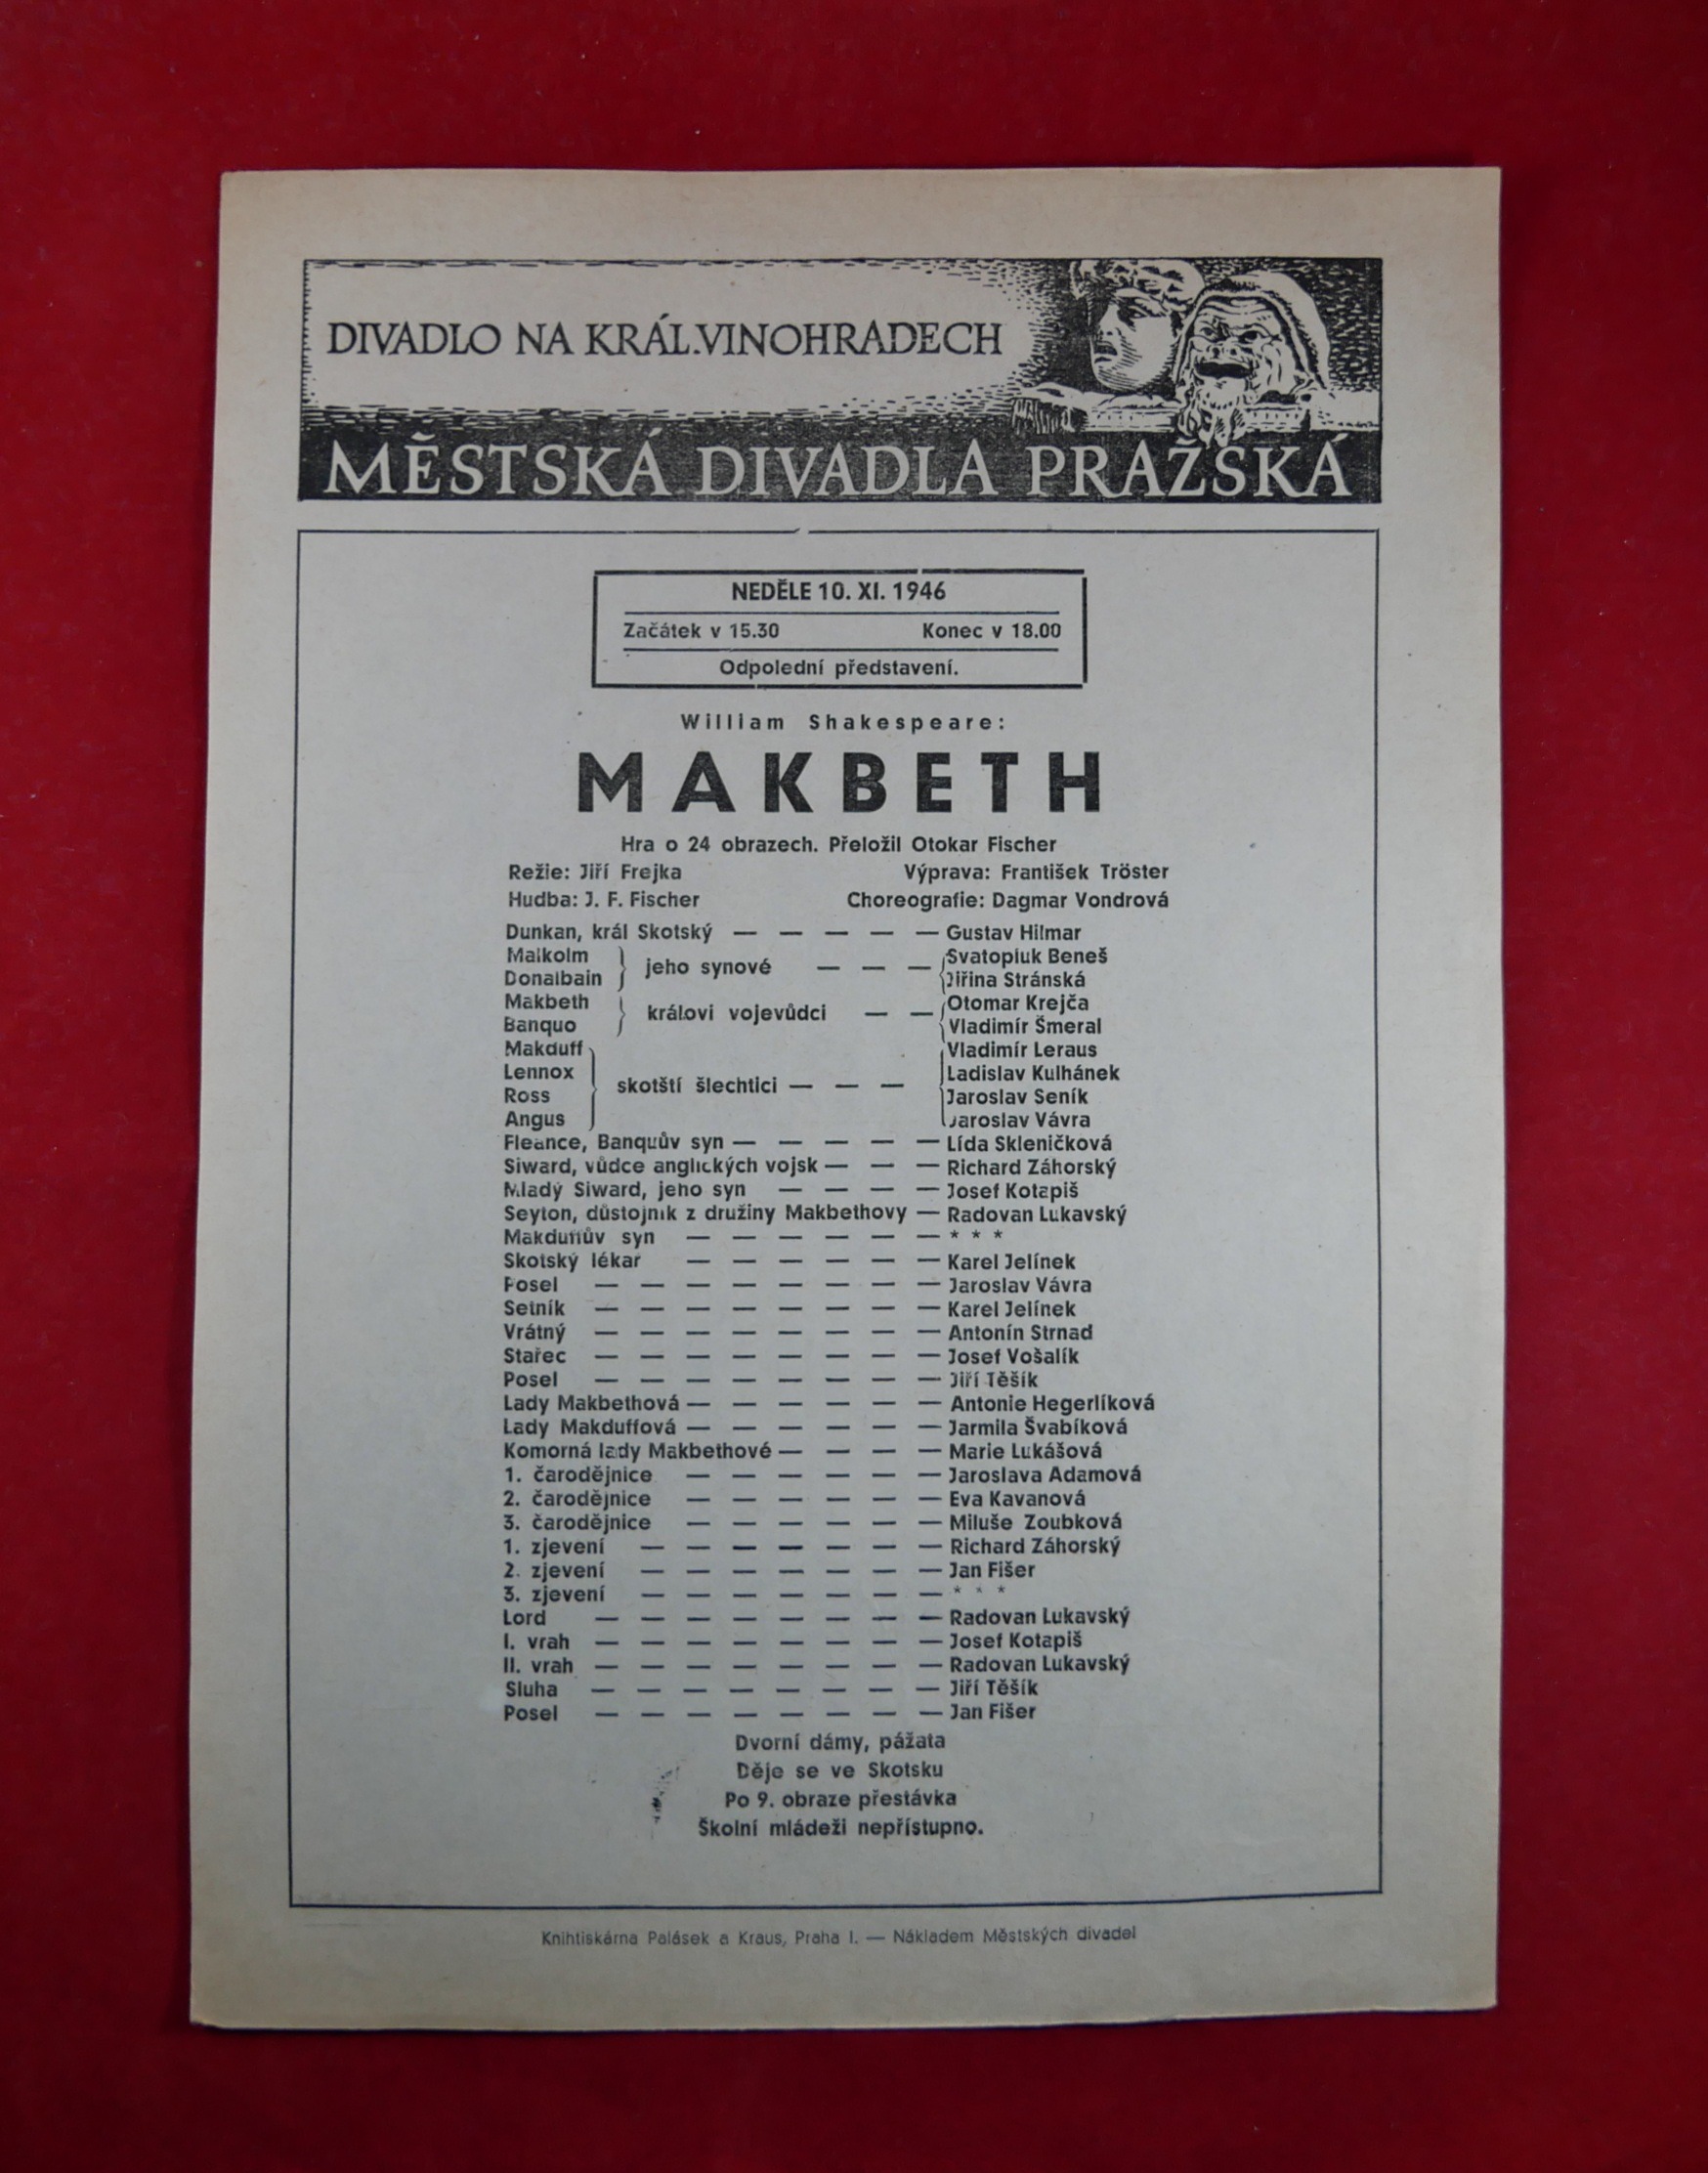 DIVADLO NA KRÁL.VINOHRADECH
MĚSTSKÁ DIVADLA PRAŽSKÁ
NEDĚLE 10. XI. 1946
Začátek v 15.30 Konec v 18.00
Odpolední představení.
William Shakespeare:
MAKBETH
Hra o 24 obrazech. Přeložil Otokar Fischer
Režie: Jiří Frejka Výprava: František Tröster
Hudba: J. F. Fischer Choreografie: Dagmar Vondrová
Dunkan, král Skotský — — — — — Gustav Hilmar
Malkolm } jeho synové — — — { Svatopluk Beneš
Donalbain Jiřina Stránská
Makbeth } královi vojevůdci — — { Otomar Krejča
Banquo Vladimír Šmeral
Makduff Vladimír Leraus
Lennox } skotští šlechtici — — — { Ladislav Kulhánek
Ross Jaroslav Seník
Angus Jaroslav Vávra
Fleance, Banquův syn — — — — — Lída Skleničková
Siward, vůdce anglických vojsk — — — Richard Záhorský
Mladý Siward, jeho syn — — — — Josef Kotapiš
Seyton, důstojník z družiny Makbethovy — Radovan Lukavský
Makduffův syn — — — — — — * * *
Skotský lékař — — — — — — Karel Jelínek
Posel — — — — — — — — Jaroslav Vávra
Setník — — — — — — — — Karel Jelínek
Vrátný — — — — — — — — Antonín Strnad
Stařec — — — — — — — — Josef Vošalík
Posel — — — — — — — — Jiří Těšík
Lady Makbethová — — — — — — Antonie Hegerlíková
Lady Makduffová — — — — — — Jarmila Švabíková
Komorná lady Makbethové — — — — Marie Lukášová
1. čarodějnice — — — — — — Jaroslava Adamová
2. čarodějnice — — — — — — Eva Kavanová
3. čarodějnice — — — — — — Miluše Zoubková
1. zjevení — — — — — — — Richard Záhorský
2. zjevení — — — — — — — Jan Fišer
3. zjevení — — — — — — — * * *
Lord — — — — — — — — Radovan Lukavský
I. vrah — — — — — — — — Josef Kotapiš
II. vrah — — — — — — — — Radovan Lukavský
Sluha — — — — — — — — Jiří Těšík
Posel — — — — — — — — Jan Fišer
Dvorní dámy, pážata
Děje se ve Skotsku
Po 9. obraze přestávka
Školní mládeži nepřístupno.
Knihtiskárna Palásek a Kraus, Praha I. — Nákladem Městských divadel